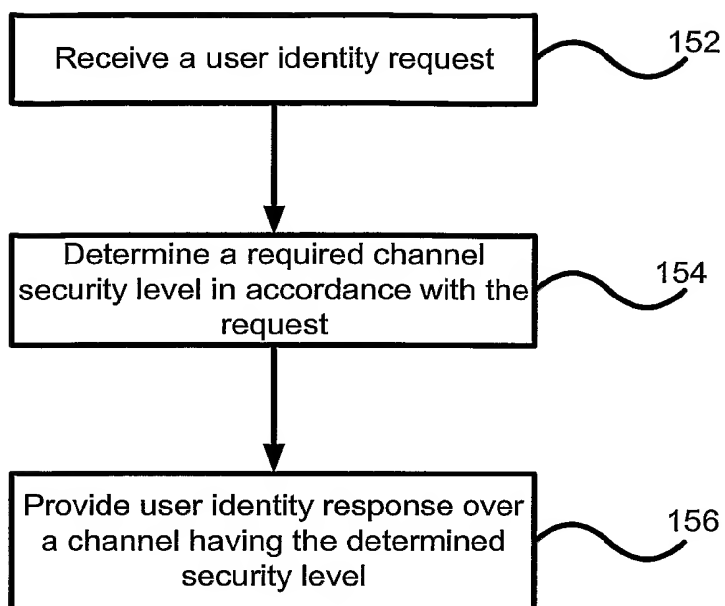 Receive a user identity request
152
Determine a required channel
security level in accordance with the
request
154
Provide user identity response over
a channel having the determined
security level
156